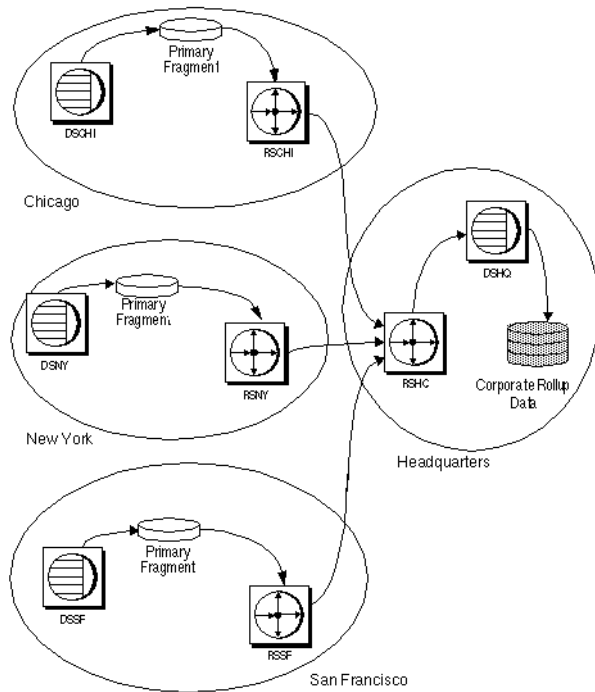 Primary
Fragment
DSCHI
RSCHI
Chicago
DSHQ
Primary
Fragment
DSNY
RSNY
RSHC
Corporate Rollup
Data
New York
Headquarters
Primary
Fragment
DSSF
RSSF
San Francisco